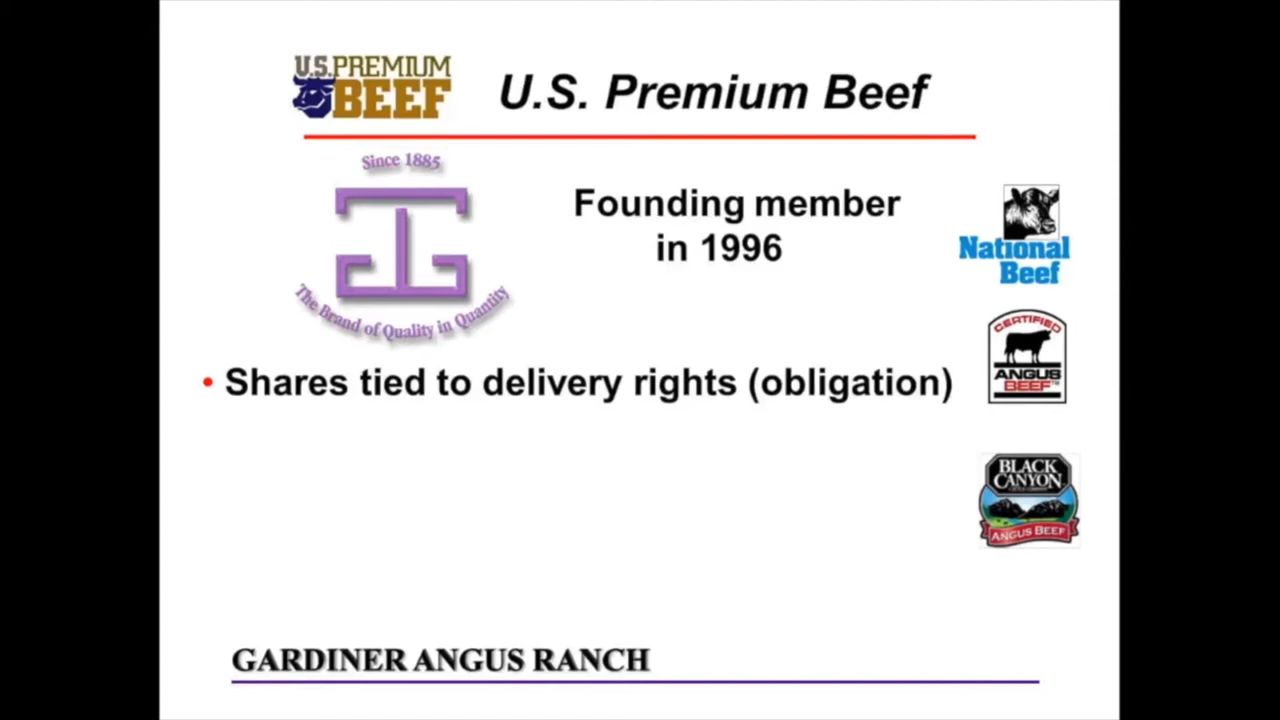 U.S. PREMIUM
BEEF
U.S. Premium Beef
Since 1885
The Brand of Quality in Quantity
Founding member
in 1996
National
Beef
• Shares tied to delivery rights (obligation)
CERTIFIED
ANGUS
BEEF™
BLACK
CANYON
ANGUS BEEF
GARDINER ANGUS RANCH